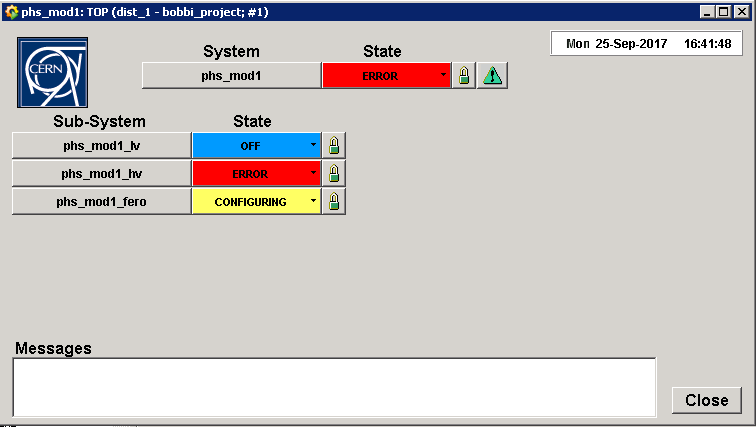 phs_mod1: TOP (dist_1 - bobbi_project; #1)
System State
Mon 25-Sep-2017 16:41:48
CERN
phs_mod1 ERROR
Sub-System State
phs_mod1_lv OFF
phs_mod1_hv ERROR
phs_mod1_fero CONFIGURING
Messages
Close